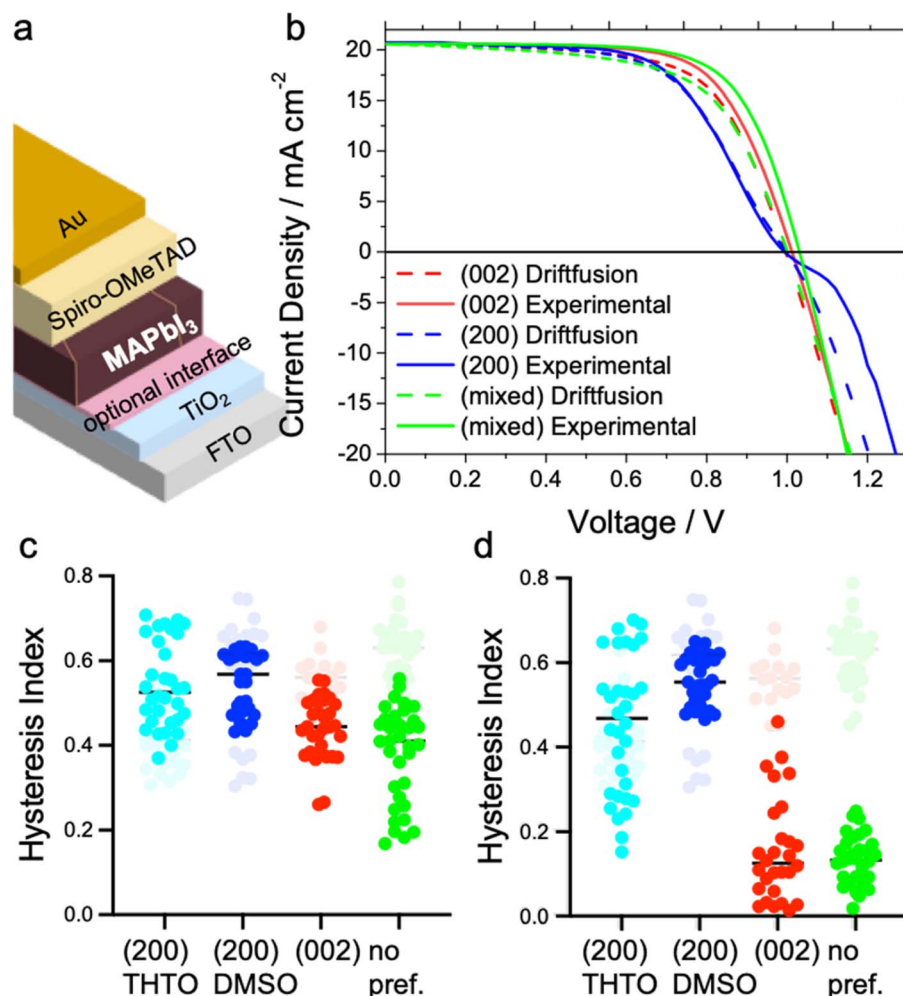 a
Au
Spiro-OMeTAD
MAPbI₃
optional interface
TiO₂
FTO
b
Current Density / mA cm⁻²
20
15
10
5
0
-5
-10
-15
-20
(002) Driftfusion
(002) Experimental
(200) Driftfusion
(200) Experimental
(mixed) Driftfusion
(mixed) Experimental
0.0 0.2 0.4 0.6 0.8 1.0 1.2
Voltage / V
c
Hysteresis Index
0.8
0.6
0.4
0.2
0.0
(200) (200) (002) no
THTO DMSO pref.
d
Hysteresis Index
0.8
0.6
0.4
0.2
0.0
(200) (200) (002) no
THTO DMSO pref.